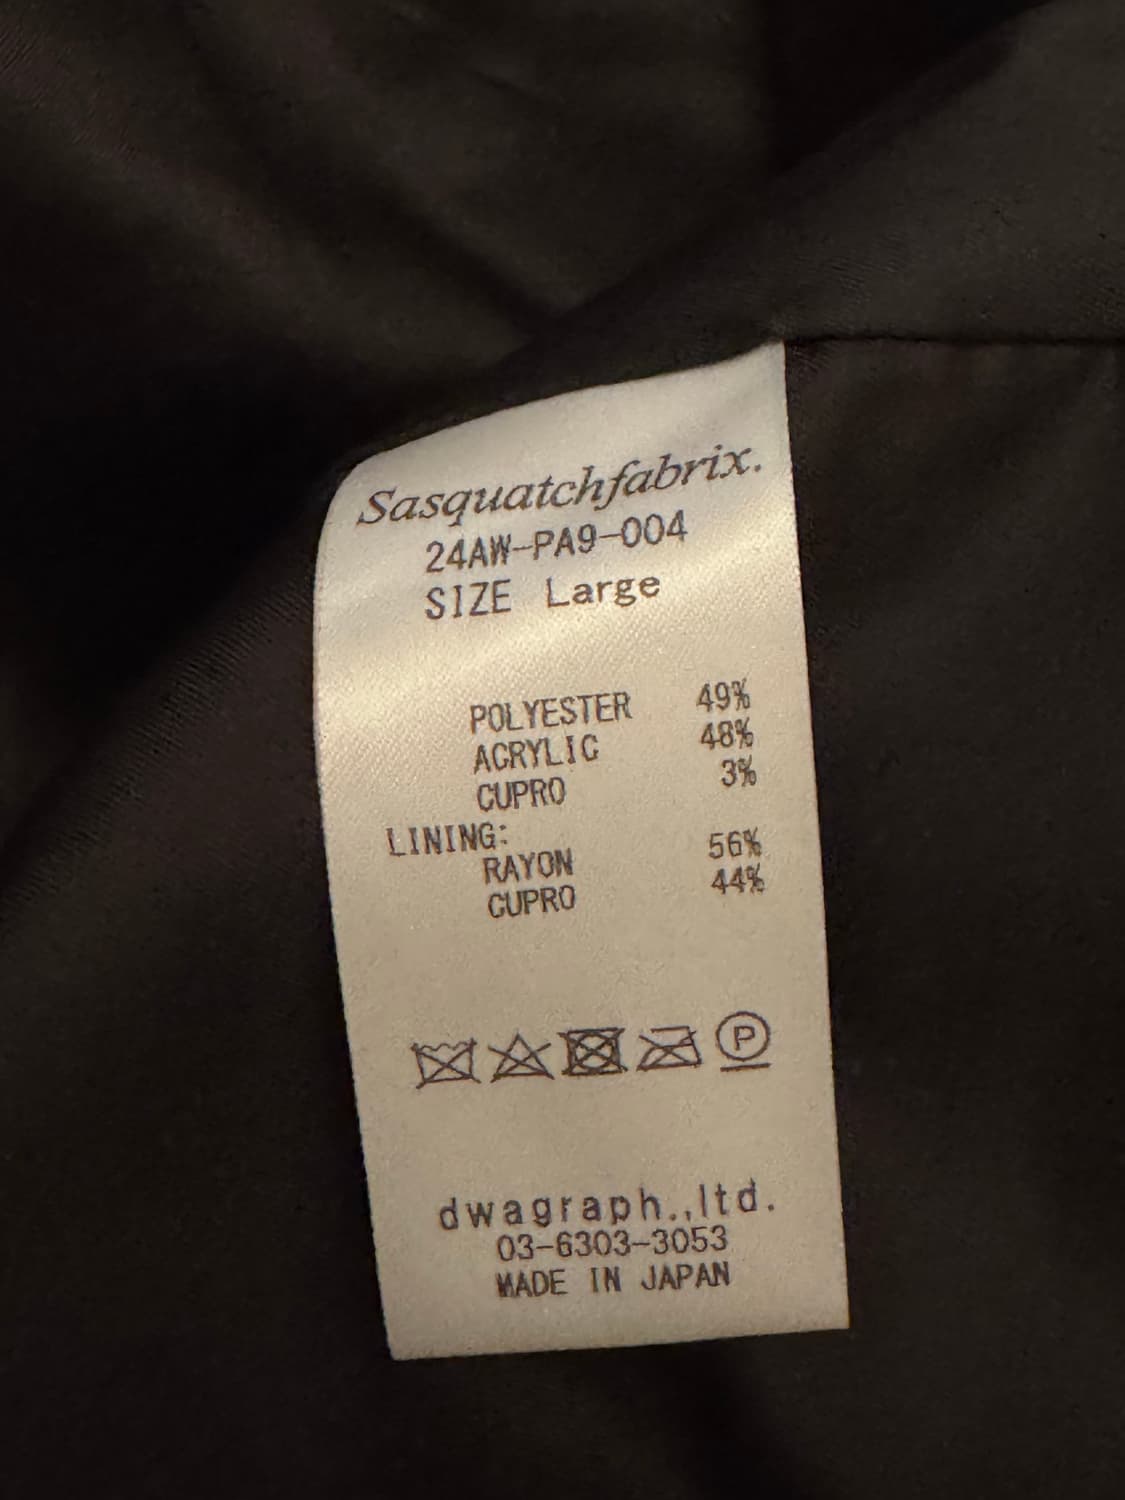 Sasquatchfabrix.
24AW-PA9-004
SIZE Large
POLYESTER 49%
ACRYLIC 48%
CUPRO 3%
LINING:
RAYON 56%
CUPRO 44%
P
dwagraph.,ltd.
03-6303-3053
MADE IN JAPAN